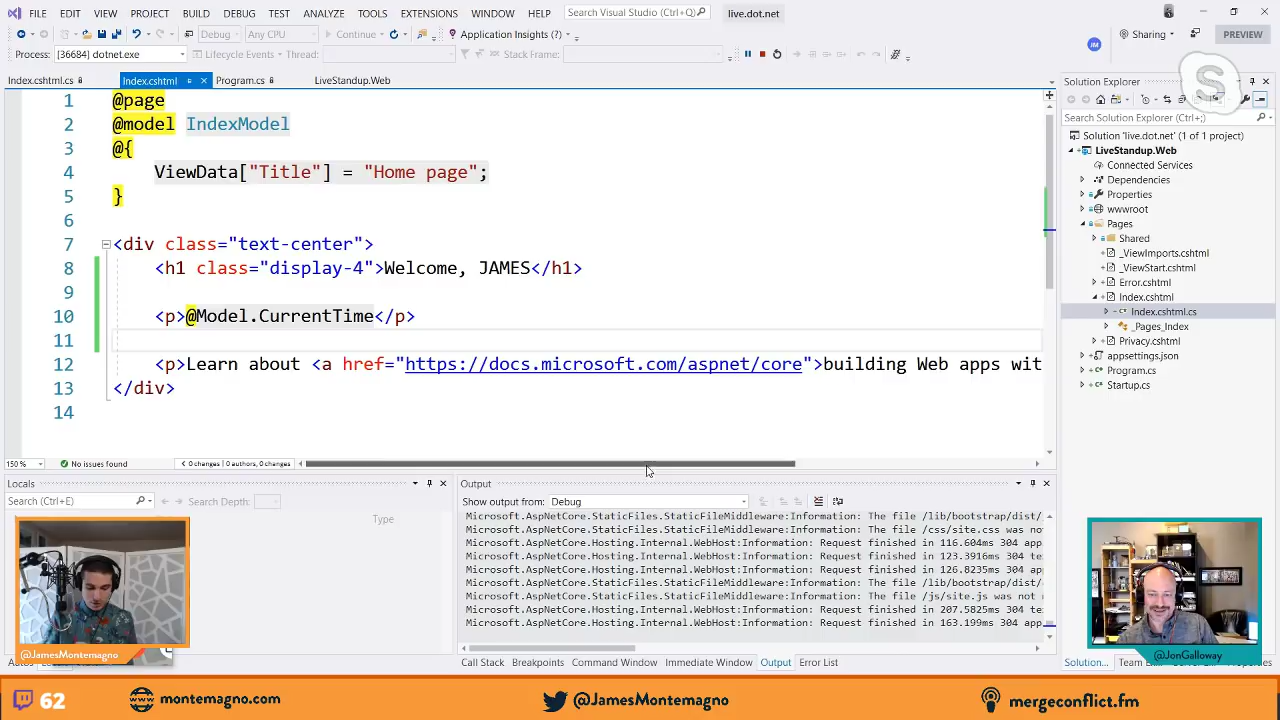 FILE EDIT VIEW PROJECT BUILD DEBUG TEST ANALYZE TOOLS EXTENSIONS WINDOW HELP Search Visual Studio (Ctrl+Q) live.dot.net
Debug Any CPU Continue Application Insights (?) Sharing PREVIEW
IM
Process: [36684] dotnet.exe Lifecycle Events Thread: Stack Frame:
Index.cshtml.cs Index.cshtml Program.cs LiveStandup.Web
1 @page
2 @model IndexModel
3 @{
4 ViewData["Title"] = "Home page";
5 }
6
7 <div class="text-center">
8 <h1 class="display-4">Welcome, JAMES</h1>
9
10 <p>@Model.CurrentTime</p>
11
12 <p>Learn about <a href="https://docs.microsoft.com/aspnet/core">building Web apps wit
13 </div>
14
150 % No issues found 0 changes | 0 authors, 0 changes
Solution Explorer
S
Search Solution Explorer (Ctrl+;)
Solution 'live.dot.net' (1 of 1 project)
LiveStandup.Web
Connected Services
Dependencies
Properties
wwwroot
Pages
Shared
_ViewImports.cshtml
_ViewStart.cshtml
Error.cshtml
Index.cshtml
Index.cshtml.cs
_Pages_Index
Privacy.cshtml
appsettings.json
Program.cs
Startup.cs
Locals
Search (Ctrl+E) Search Depth:
Type
Output
Show output from: Debug
Microsoft.AspNetCore.StaticFiles.StaticFileMiddleware:Information: The file /lib/bootstrap/dist/
Microsoft.AspNetCore.StaticFiles.StaticFileMiddleware:Information: The file /css/site.css was no
Microsoft.AspNetCore.Hosting.Internal.WebHost:Information: Request finished in 116.604ms 304 app
Microsoft.AspNetCore.Hosting.Internal.WebHost:Information: Request finished in 123.3916ms 304 te
Microsoft.AspNetCore.Hosting.Internal.WebHost:Information: Request finished in 126.8235ms 304 te
Microsoft.AspNetCore.StaticFiles.StaticFileMiddleware:Information: The file /lib/bootstrap/dist/
Microsoft.AspNetCore.StaticFiles.StaticFileMiddleware:Information: The file /js/site.js was not
Microsoft.AspNetCore.Hosting.Internal.WebHost:Information: Request finished in 207.5825ms 304 ap
Microsoft.AspNetCore.Hosting.Internal.WebHost:Information: Request finished in 163.199ms 304 app
Call Stack Breakpoints Command Window Immediate Window Output Error List
Solution... Team
@JamesMontemagno
@JonGalloway
62 montemagno.com @JamesMontemagno mergeconflict.fm